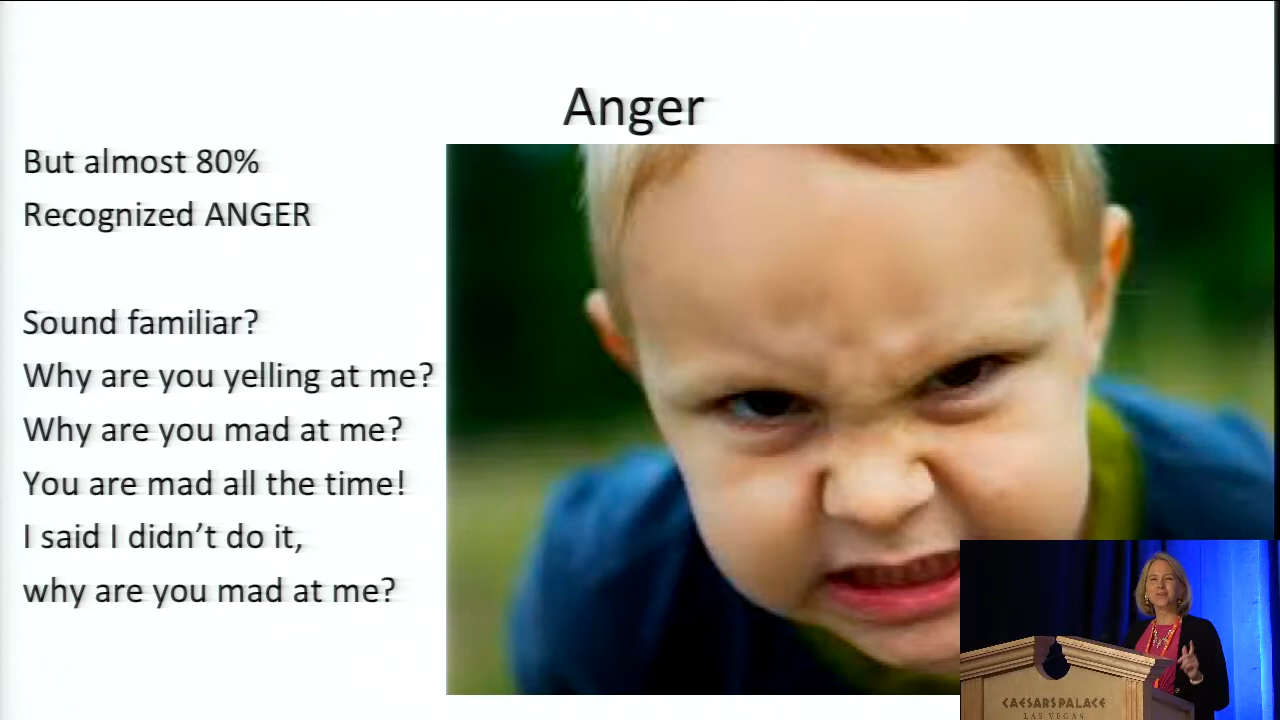 Anger
But almost 80%
Recognized ANGER
Sound familiar?
Why are you yelling at me?
Why are you mad at me?
You are mad all the time!
I said I didn’t do it,
why are you mad at me?
CAESARS PALACE
LAS VEGAS